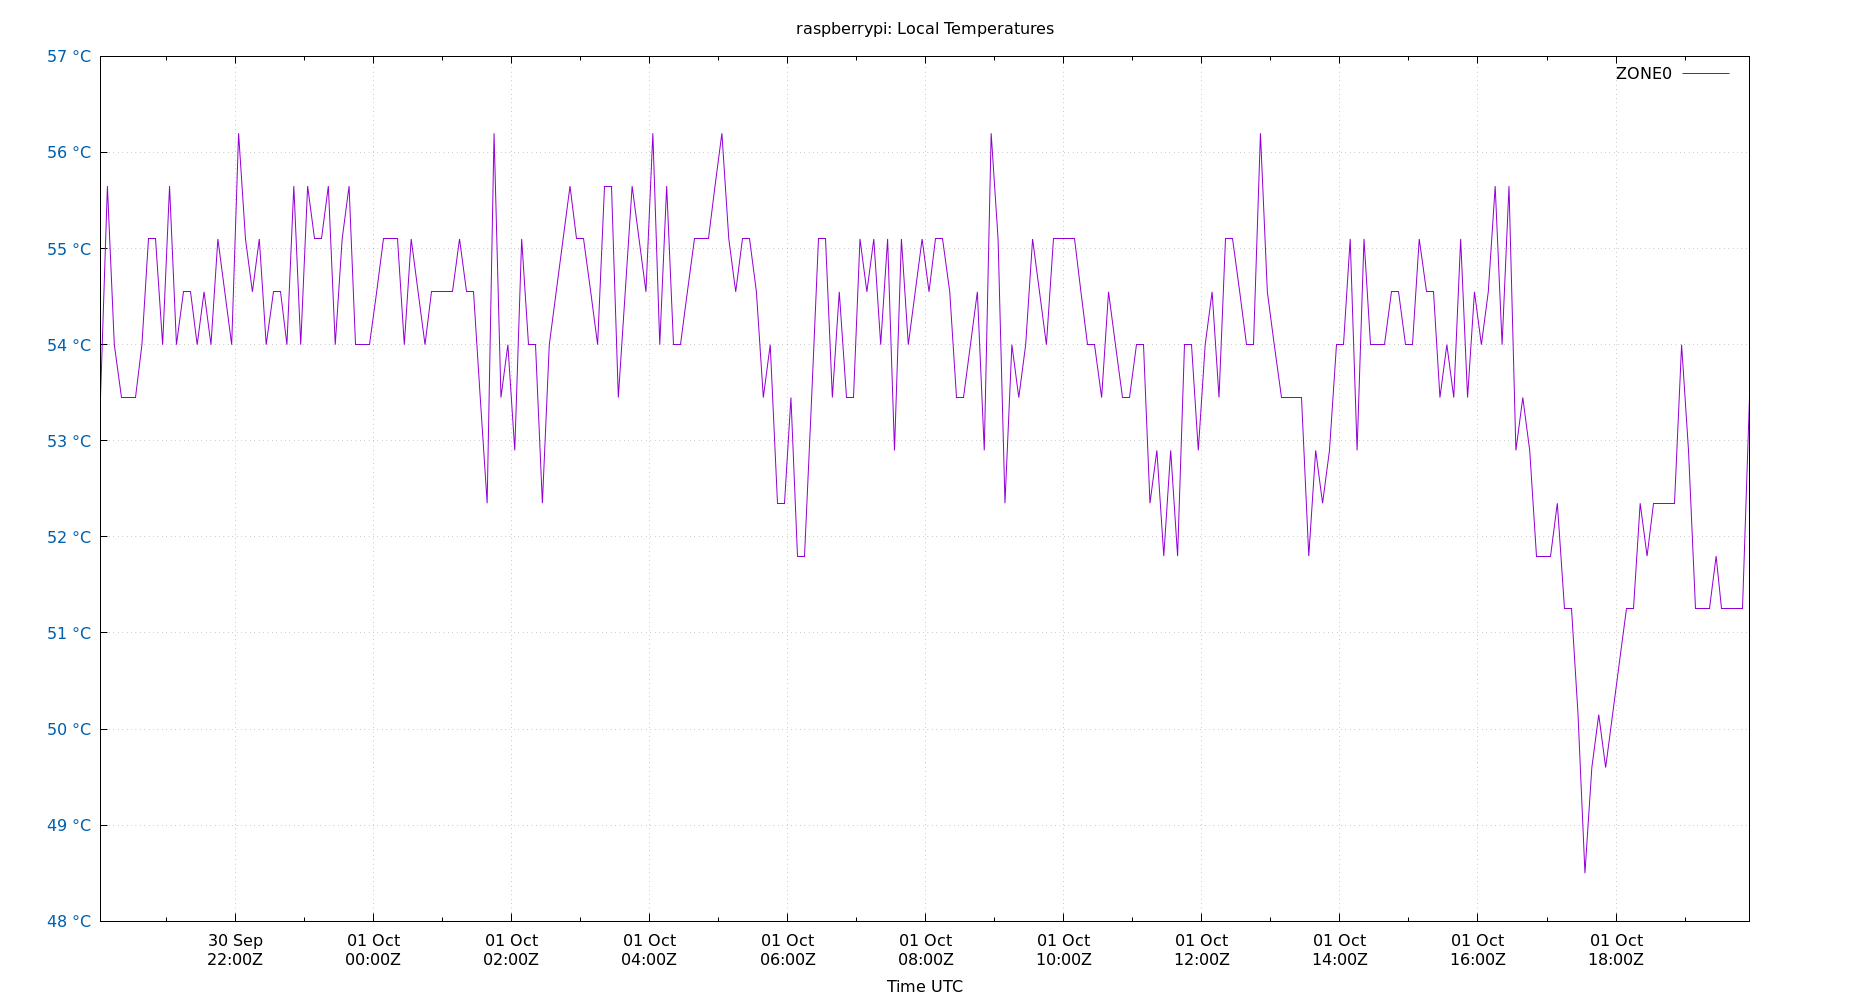 raspberrypi: Local Temperatures
57 °C
ZONE0
56 °C
55 °C
54 °C
53 °C
52 °C
51 °C
50 °C
49 °C
48 °C
30 Sep 01 Oct 01 Oct 01 Oct 01 Oct 01 Oct 01 Oct 01 Oct 01 Oct 01 Oct 01 Oct
22:00Z 00:00Z 02:00Z 04:00Z 06:00Z 08:00Z 10:00Z 12:00Z 14:00Z 16:00Z 18:00Z
Time UTC